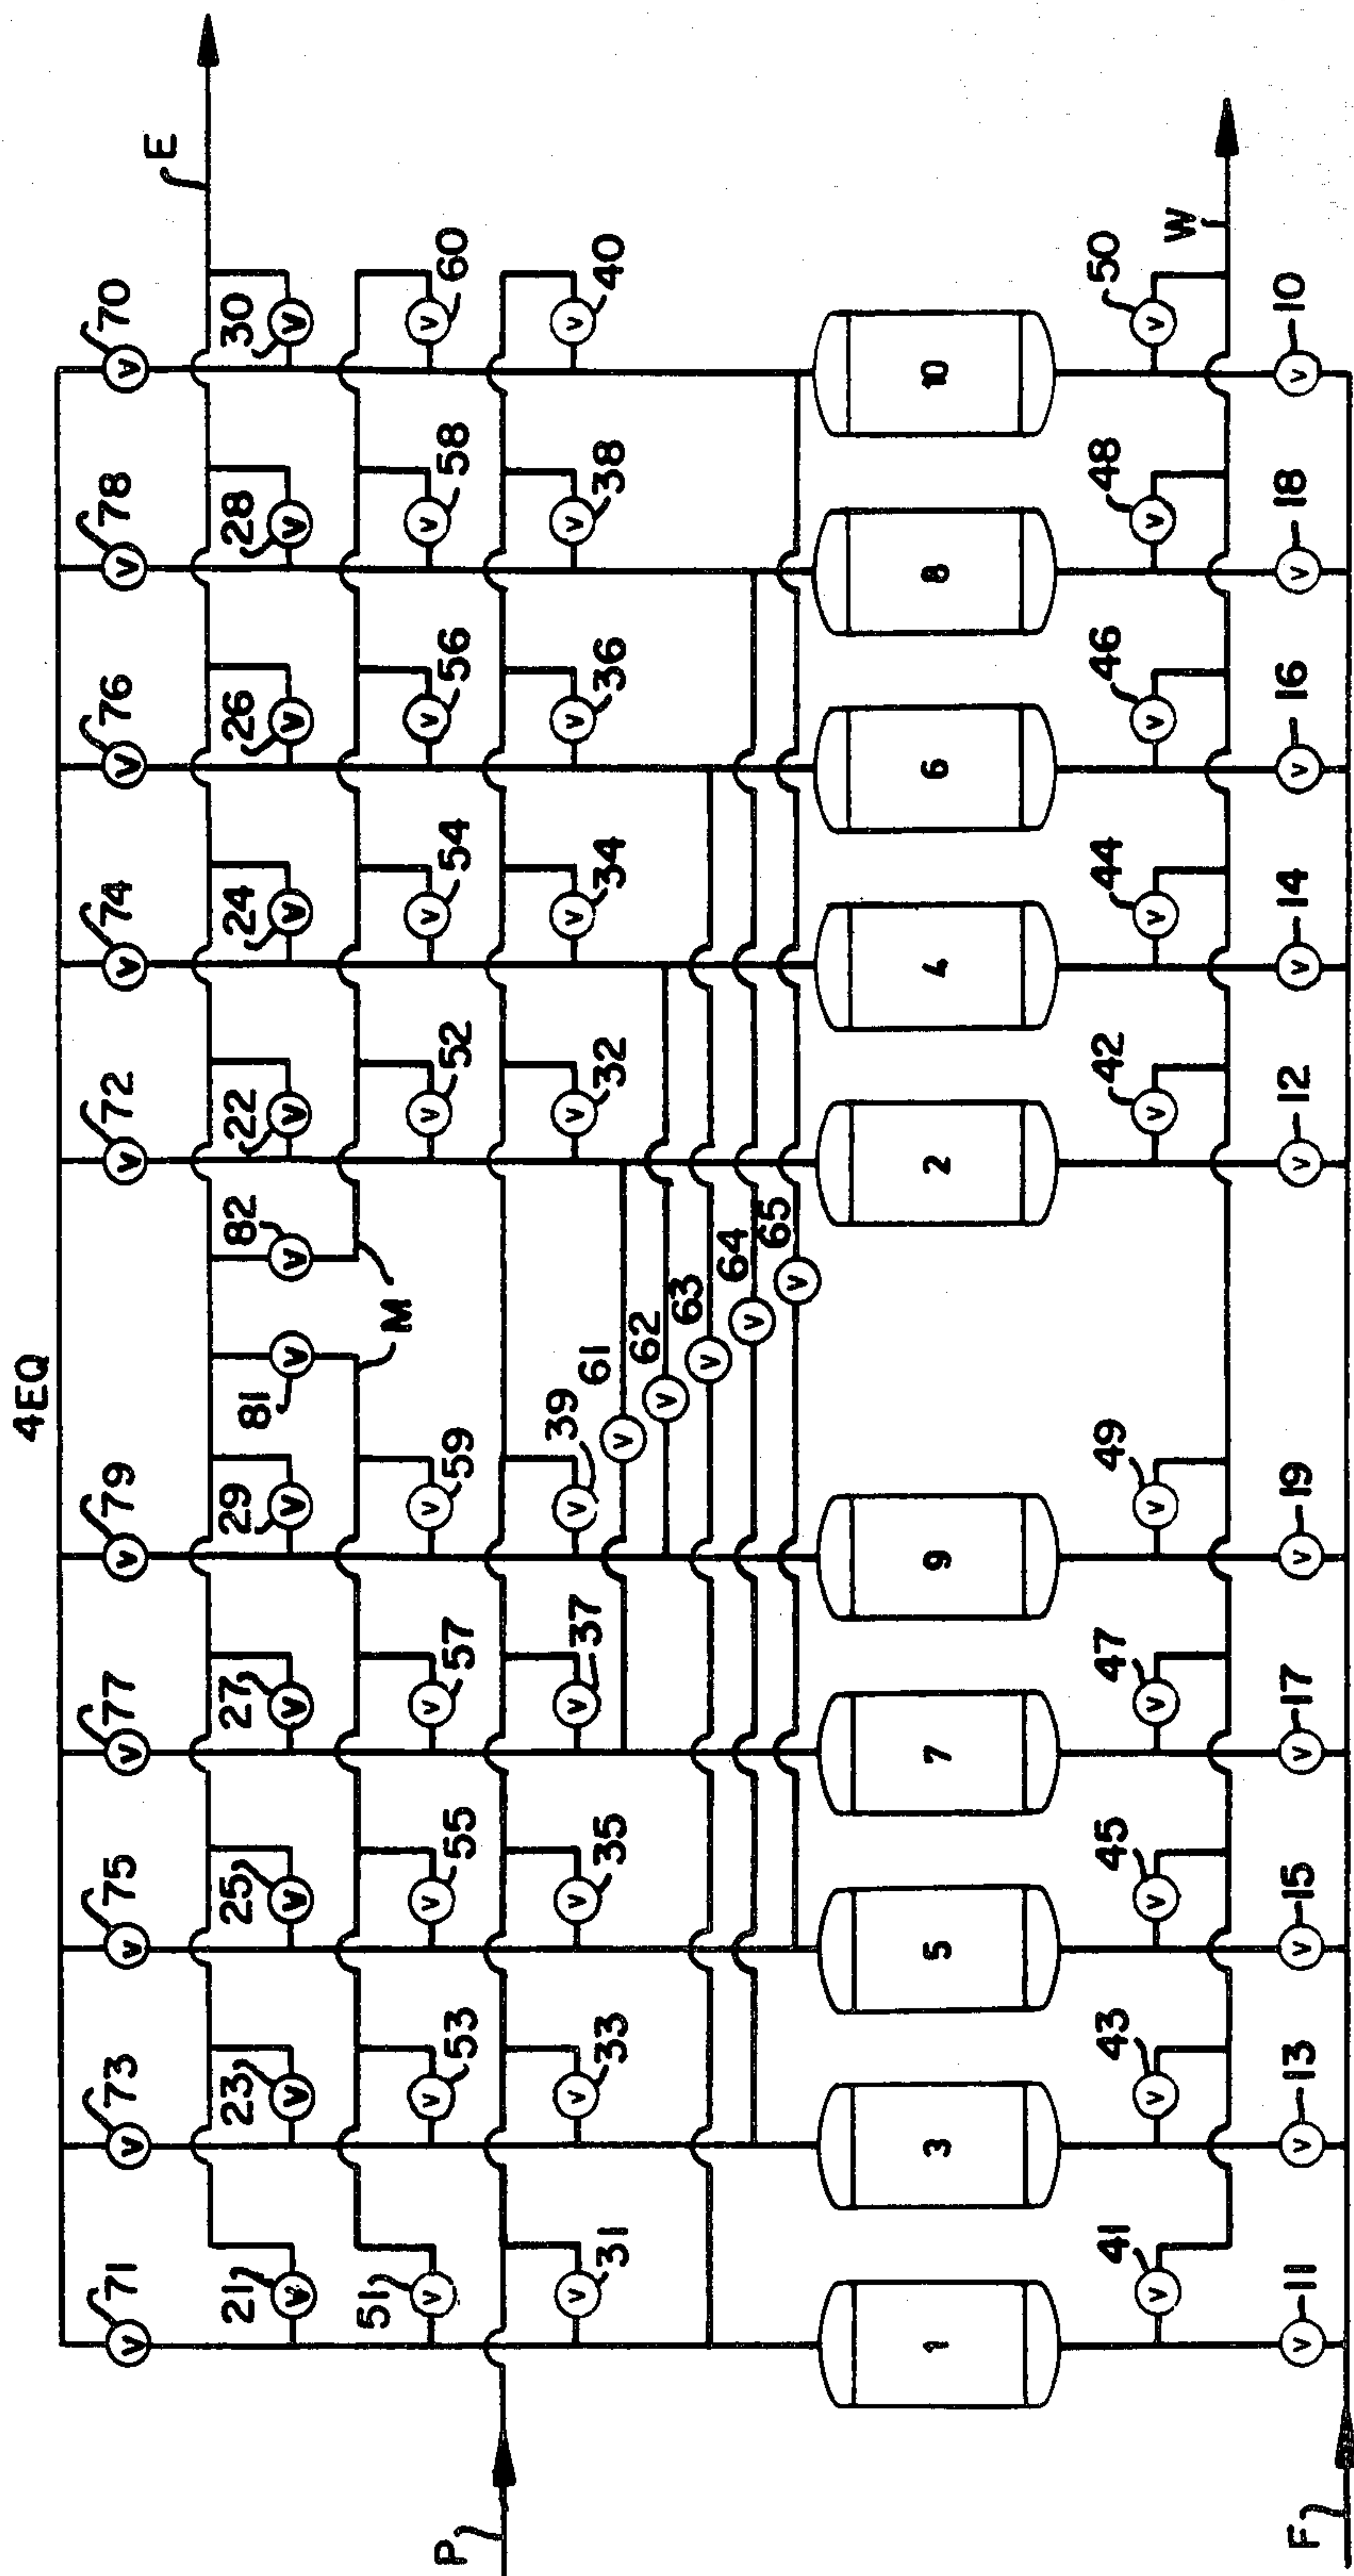 4EQ
71 73 75 77 79 72 74 76 78 70
V V V V V V V V V V
E
21 23 25 27 29 81 82 22 24 26 28 30
V V V V V V V V V V V V
M
51 53 55 57 59 52 54 56 58 60
V V V V V V V V V V
P
31 33 35 37 39 32 34 36 38 40
V V V V V V V V V V
61 62 63 64 65
V V V V V
1 3 5 7 9 2 4 6 8 10
41 43 45 47 49 42 44 46 48 50
V V V V V V V V V V
W
11 13 15 17 19 12 14 16 18 10
V V V V V V V V V V
F